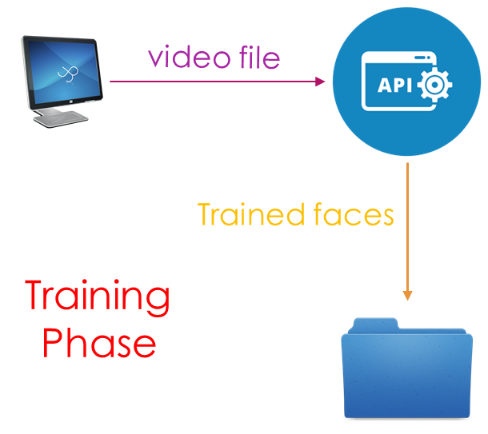 video file
API
Trained faces
Training
Phase